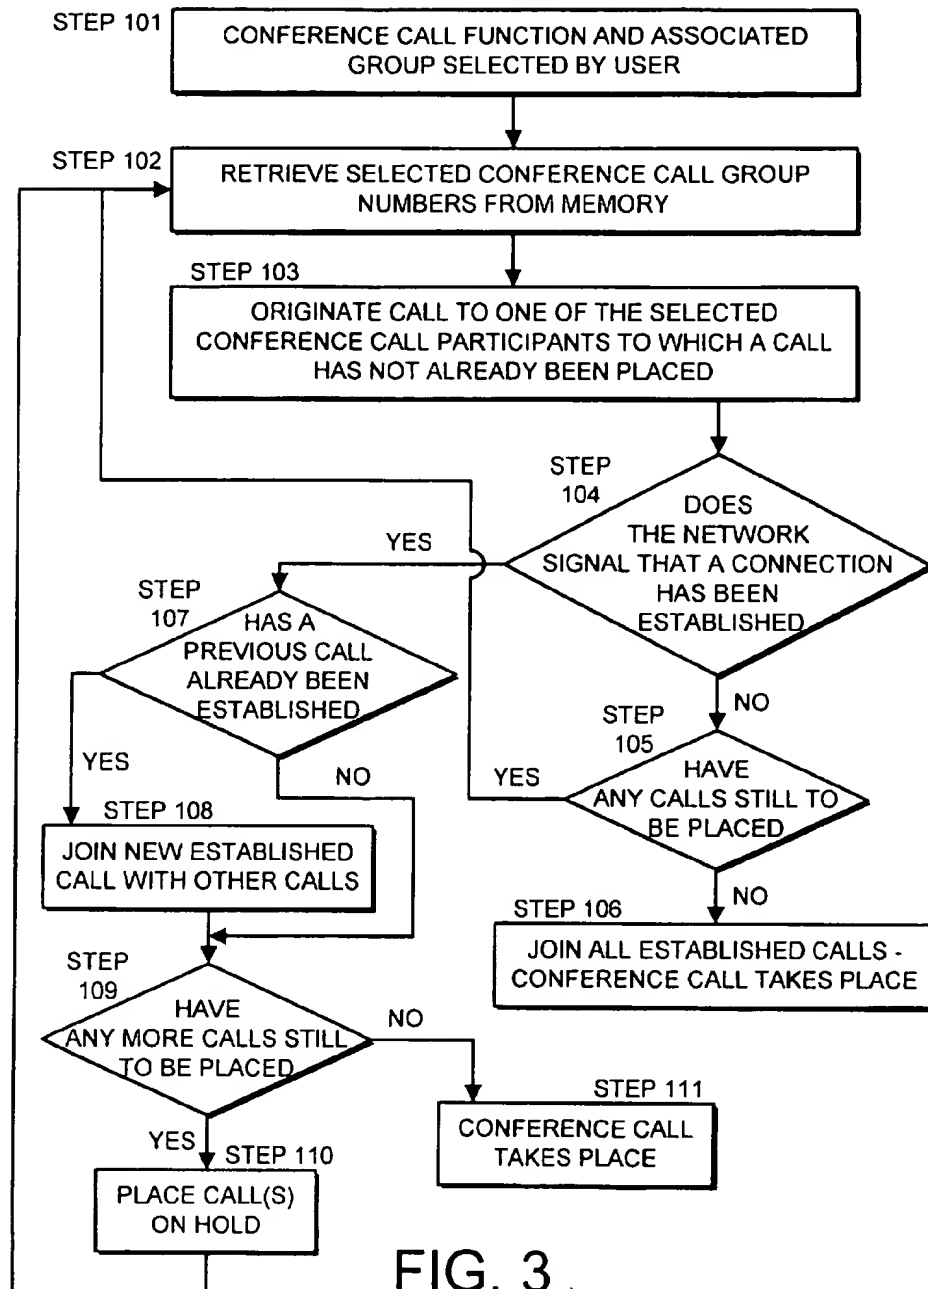 STEP 101
CONFERENCE CALL FUNCTION AND ASSOCIATED
GROUP SELECTED BY USER
STEP 102
RETRIEVE SELECTED CONFERENCE CALL GROUP
NUMBERS FROM MEMORY
STEP 103
ORIGINATE CALL TO ONE OF THE SELECTED
CONFERENCE CALL PARTICIPANTS TO WHICH A CALL
HAS NOT ALREADY BEEN PLACED
STEP
104
DOES
THE NETWORK
SIGNAL THAT A CONNECTION
HAS BEEN
ESTABLISHED
YES
NO
STEP
107
HAS A
PREVIOUS CALL
ALREADY BEEN
ESTABLISHED
YES
NO
STEP
105
HAVE
ANY CALLS STILL TO
BE PLACED
YES
NO
STEP 108
JOIN NEW ESTABLISHED
CALL WITH OTHER CALLS
STEP 106
JOIN ALL ESTABLISHED CALLS -
CONFERENCE CALL TAKES PLACE
STEP
109
HAVE
ANY MORE CALLS STILL
TO BE PLACED
NO
YES
STEP 111
CONFERENCE CALL
TAKES PLACE
STEP 110
PLACE CALL(S)
ON HOLD
FIG. 3